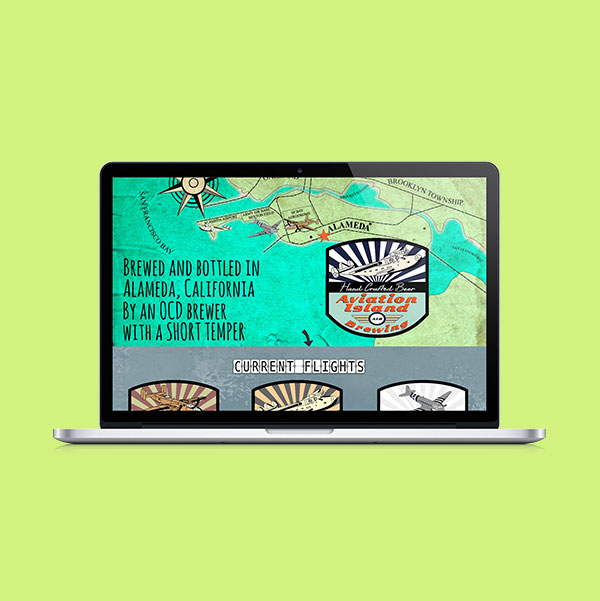 BROOKLYN TOWNSHIP
SAN FRANCISCO BAY
ALAMEDA
BREWED AND BOTTLED IN
ALAMEDA, CALIFORNIA
BY AN OCD BREWER
WITH A SHORT TEMPER
Hand Crafted Beer
Aviation
Island
AIB
Brewing
CURRENT FLIGHTS